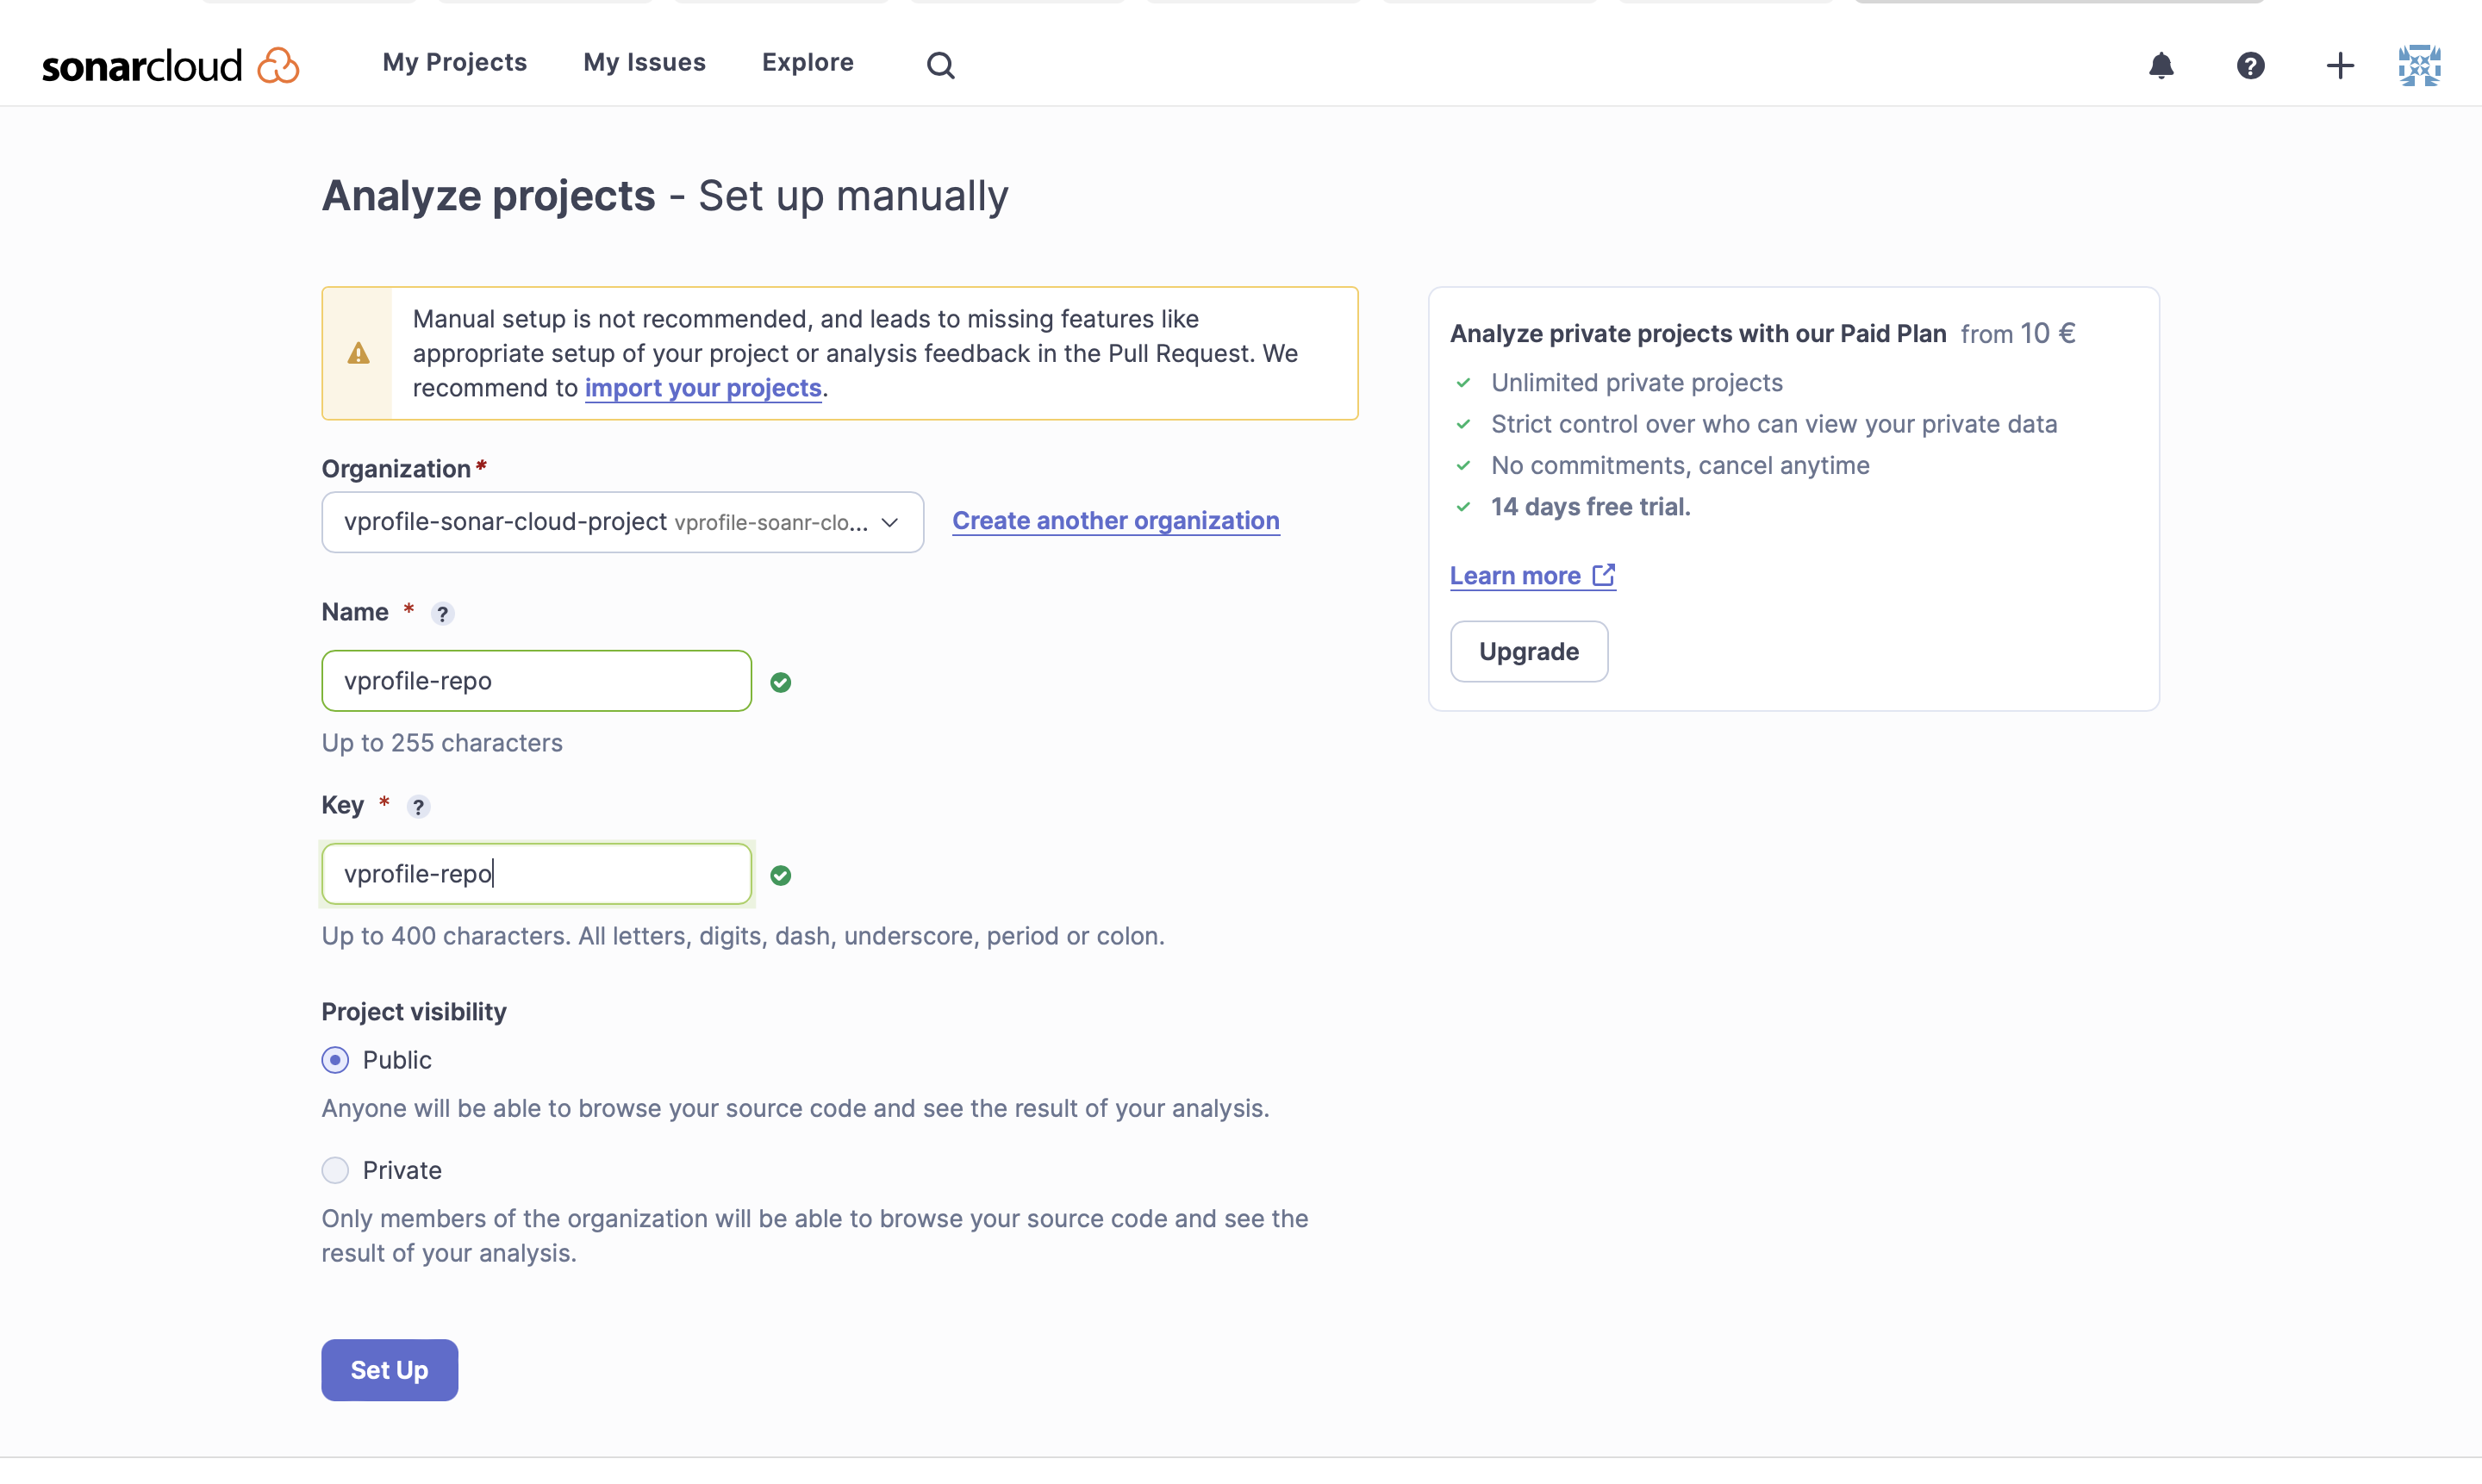 sonarcloud
My Projects
My Issues
Explore
Analyze projects - Set up manually
Manual setup is not recommended, and leads to missing features like
appropriate setup of your project or analysis feedback in the Pull Request. We
recommend to import your projects.
Organization*
vprofile-sonar-cloud-project vprofile-soanr-clo...
Create another organization
Name * ?
vprofile-repo
Up to 255 characters
Key * ?
vprofile-repo
Up to 400 characters. All letters, digits, dash, underscore, period or colon.
Project visibility
Public
Anyone will be able to browse your source code and see the result of your analysis.
Private
Only members of the organization will be able to browse your source code and see the
result of your analysis.
Set Up
Analyze private projects with our Paid Plan from 10 €
Unlimited private projects
Strict control over who can view your private data
No commitments, cancel anytime
14 days free trial.
Learn more
Upgrade